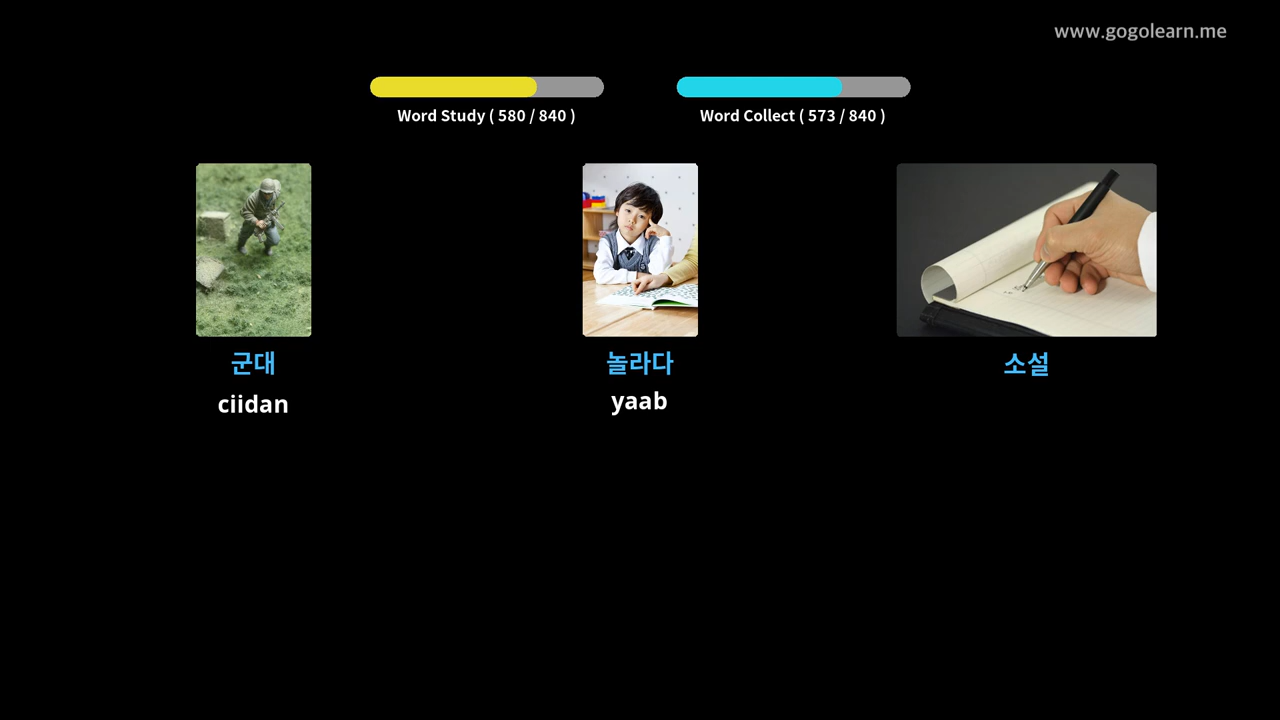 www.gogolearn.me
Word Study ( 580 / 840 )
Word Collect ( 573 / 840 )
군대
놀라다
소설
ciidan
yaab